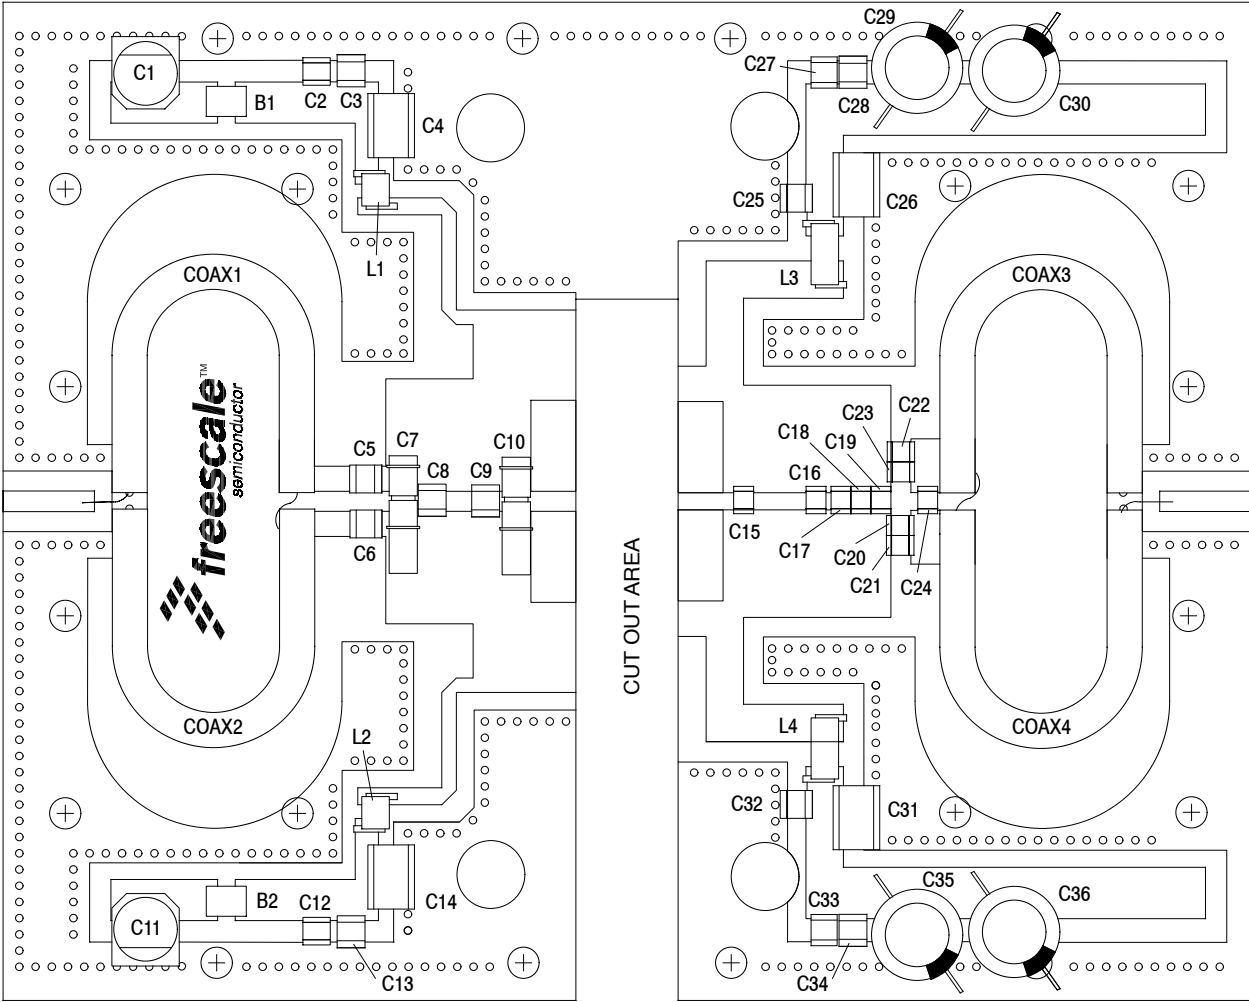 C29
C27
C1
C2 C3
B1
C4
C28
C30
C25
C26
L1
L3
COAX1
COAX3
freescale™
semiconductor
C23
C22
C5
C7
C10
C18
C19
C8
C9
C16
C15
C17
C6
C20
C21
C24
CUT OUT AREA
COAX2
COAX4
L2
L4
C32
C31
B2
C12
C14
C35
C36
C33
C11
C13
C34